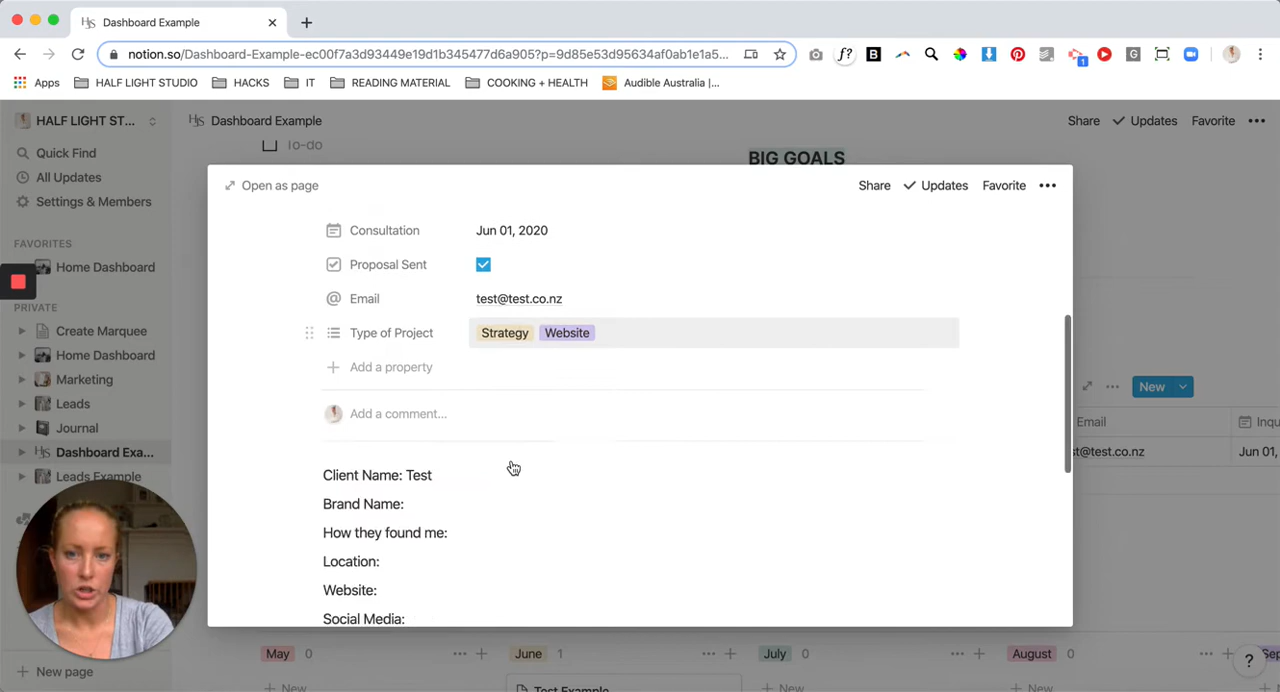 Dashboard Example
notion.so/Dashboard-Example-ec00f7a3d93449e19d1b345477d6a905?p=9d85e53d95634af0ab1e1a5...
f?
B
G
1
Apps HALF LIGHT STUDIO HACKS IT READING MATERIAL COOKING + HEALTH Audible Australia |...
HALF LIGHT ST...
Dashboard Example
Share Updates Favorite
To-do
BIG GOALS
Quick Find
All Updates
Settings & Members
FAVORITES
Home Dashboard
PRIVATE
Create Marquee
Home Dashboard
Marketing
Leads
Journal
Dashboard Exa...
Leads Example
New page
Open as page
Share Updates Favorite
Consultation Jun 01, 2020
Proposal Sent
Email test@test.co.nz
Type of Project Strategy Website
Add a property
Add a comment...
Client Name: Test
Brand Name:
How they found me:
Location:
Website:
Social Media:
New
Email Inqu
st@test.co.nz Jun 01,
May 0 June 1 July 0 August 0 Sep
New Test Example New New
?